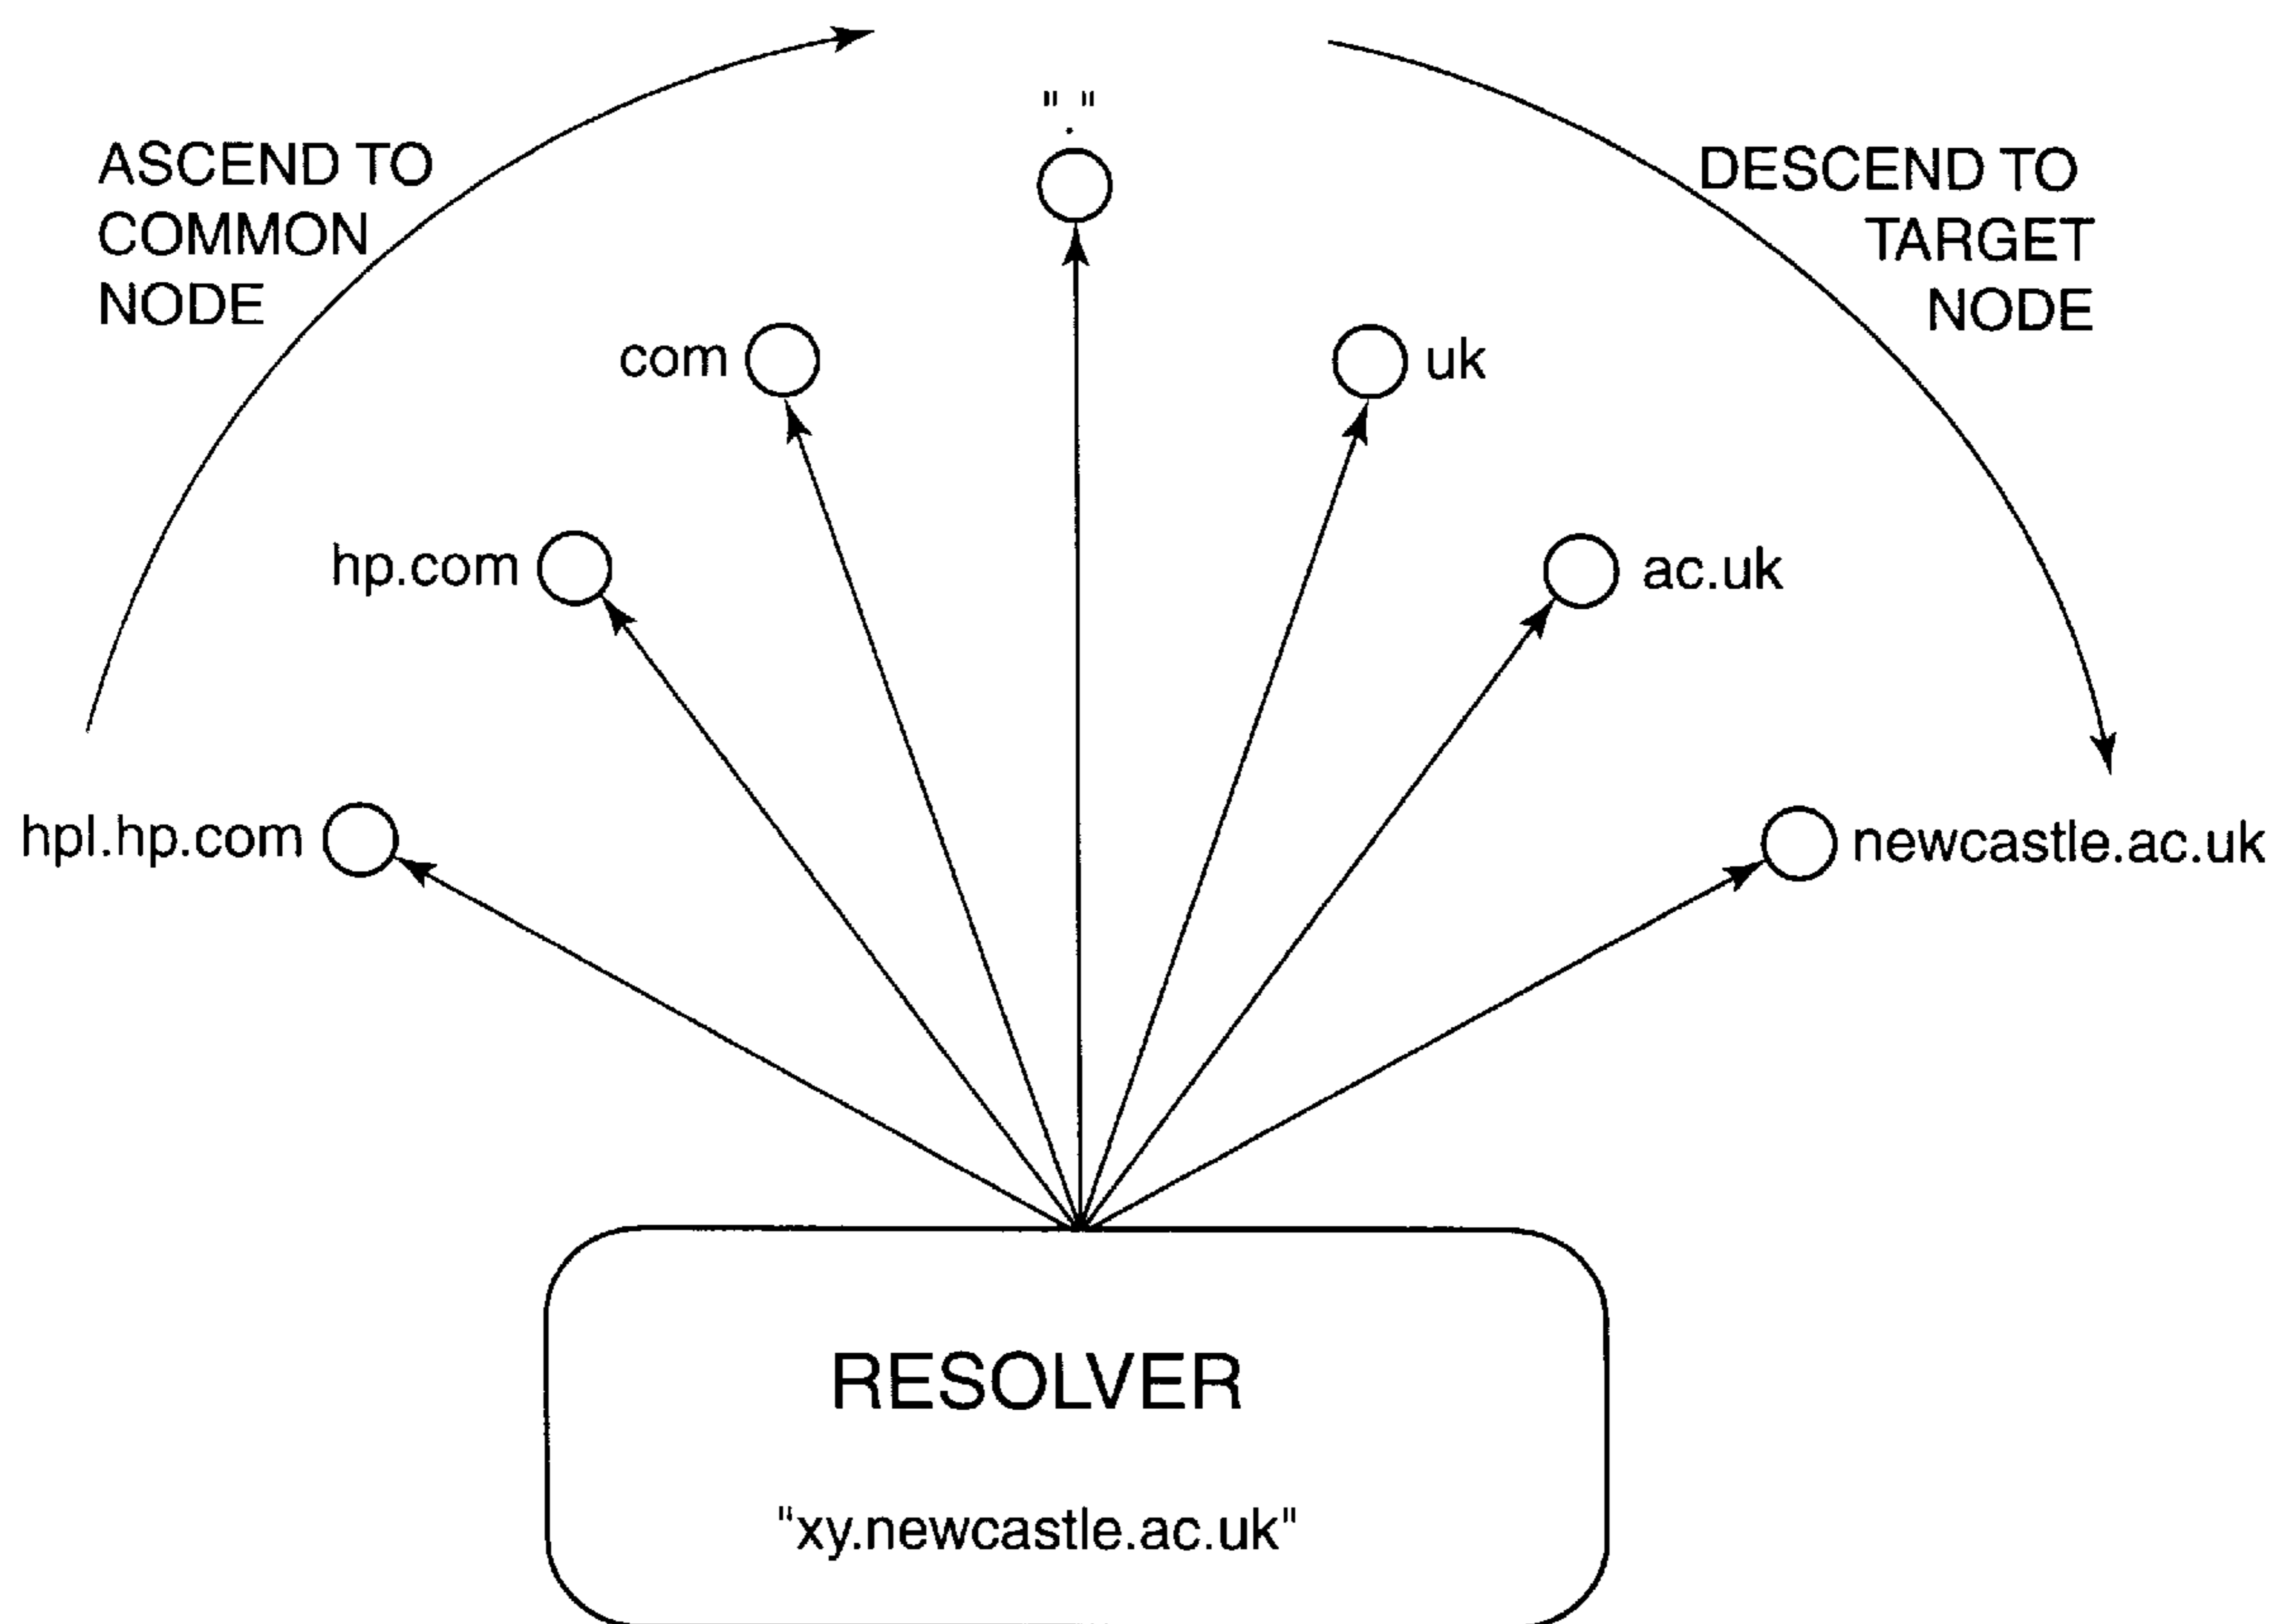 ASCEND TO
COMMON
NODE
DESCEND TO
TARGET
NODE
"."
com
uk
hp.com
ac.uk
hpl.hp.com
newcastle.ac.uk
RESOLVER
"xy.newcastle.ac.uk"